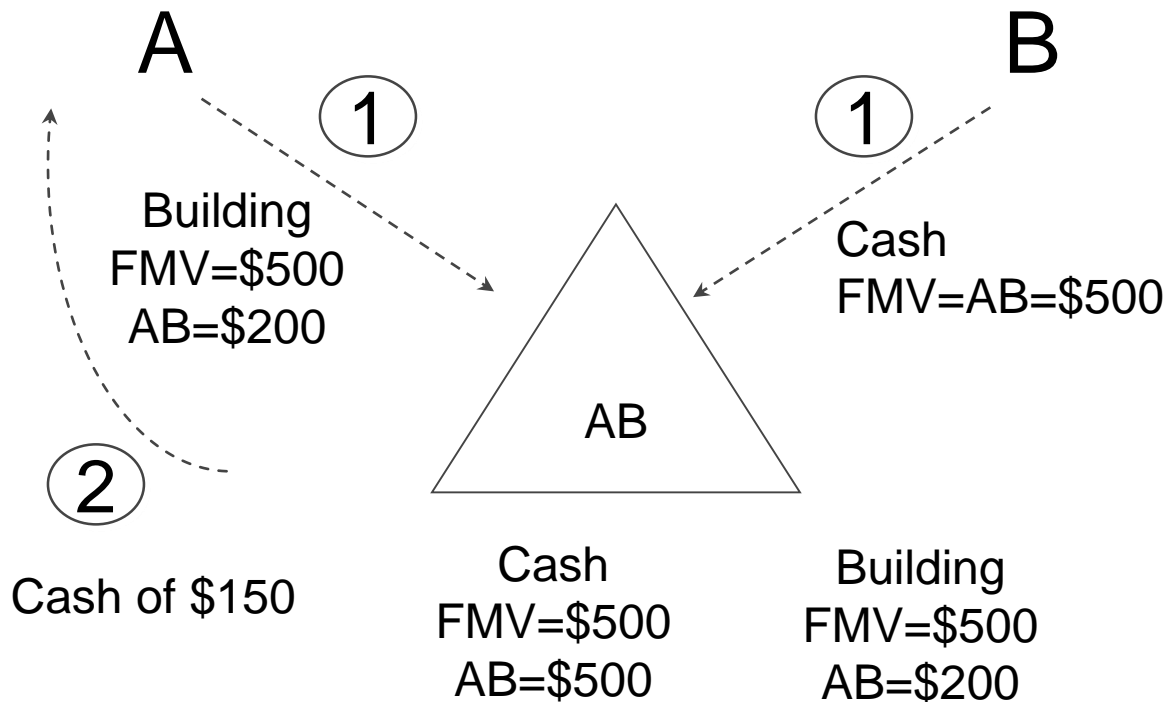 A
B
1
1
Building
FMV=$500
AB=$200
Cash
FMV=AB=$500
AB
2
Cash of $150
Cash
FMV=$500
AB=$500
Building
FMV=$500
AB=$200